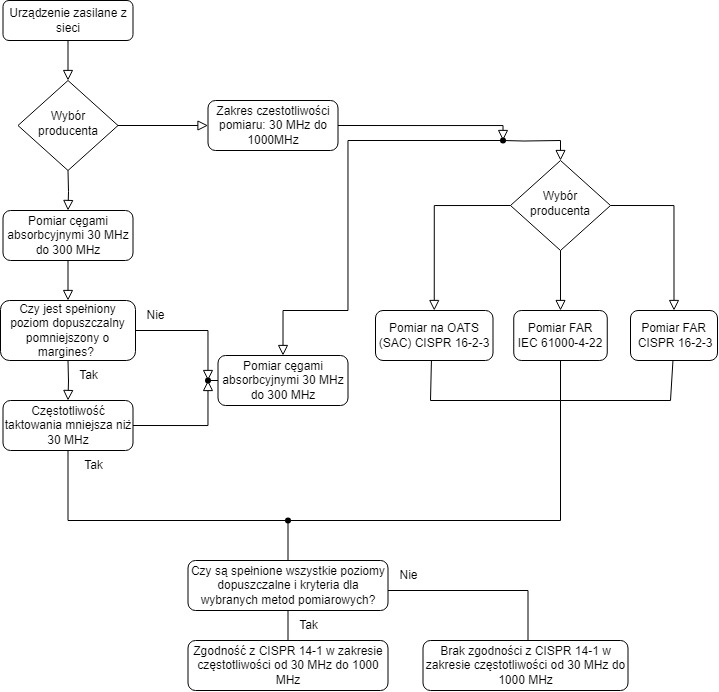 Urządzenie zasilane z
sieci
Wybór
producenta
Zakres czestotliwości
pomiaru: 30 MHz do
1000MHz
Wybór
producenta
Pomiar cęgami
absorbcyjnymi 30 MHz
do 300 MHz
Czy jest spełniony
poziom dopuszczalny
pomniejszony o
margines?
Nie
Tak
Pomiar na OATS
(SAC) CISPR 16-2-3
Pomiar FAR
IEC 61000-4-22
Pomiar FAR
CISPR 16-2-3
Pomiar cęgami
absorbcyjnymi 30 MHz
do 300 MHz
Częstotliwość
taktowania mniejsza niż
30 MHz
Tak
Czy są spełnione wszystkie poziomy
dopuszczalne i kryteria dla
wybranych metod pomiarowych?
Nie
Tak
Zgodność z CISPR 14-1 w zakresie
częstotliwości od 30 MHz do 1000
MHz
Brak zgodności z CISPR 14-1 w
zakresie częstotliwości od 30 MHz do
1000 MHz